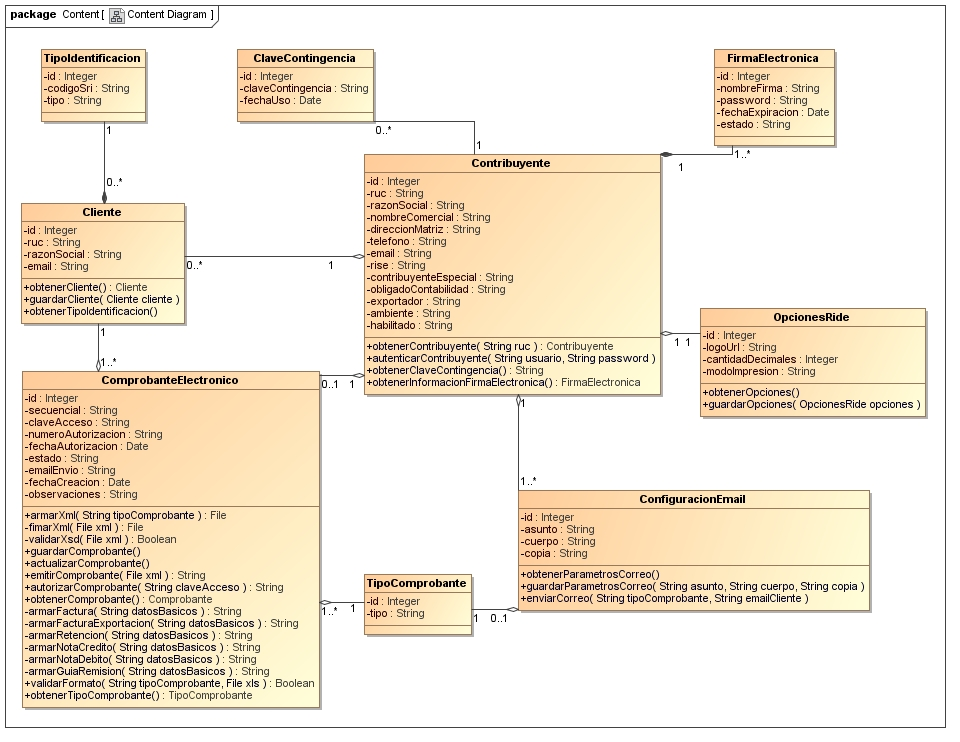 package Content [ Content Diagram ]
TipoIdentificacion
-id : Integer
-codigoSri : String
-tipo : String
ClaveContingencia
-id : Integer
-claveContingencia : String
-fechaUso : Date
FirmaElectronica
-id : Integer
-nombreFirma : String
-password : String
-fechaExpiracion : Date
-estado : String
1
0..*
0..*
1
1
1..*
Cliente
-id : Integer
-ruc : String
-razonSocial : String
-email : String
+obtenerCliente() : Cliente
+guardarCliente( Cliente cliente )
+obtenerTipoIdentificacion()
0..*
1
Contribuyente
-id : Integer
-ruc : String
-razonSocial : String
-nombreComercial : String
-direccionMatriz : String
-telefono : String
-email : String
-rise : String
-contribuyenteEspecial : String
-obligadoContabilidad : String
-exportador : String
-ambiente : String
-habilitado : String
+obtenerContribuyente( String ruc ) : Contribuyente
+autenticarContribuyente( String usuario, String password )
+obtenerClaveContingencia() : String
+obtenerInformacionFirmaElectronica() : FirmaElectronica
1 1
OpcionesRide
-id : Integer
-logoUrl : String
-cantidadDecimales : Integer
-modoImpresion : String
+obtenerOpciones()
+guardarOpciones( OpcionesRide opciones )
1
1..*
0..1 1
1
1..*
ComprobanteElectronico
-id : Integer
-secuencial : String
-claveAcceso : String
-numeroAutorizacion : String
-fechaAutorizacion : Date
-estado : String
-emailEnvio : String
-fechaCreacion : Date
-observaciones : String
+armarXml( String tipoComprobante ) : File
-fimarXml( File xml ) : File
-validarXsd( File xml ) : Boolean
+guardarComprobante()
+actualizarComprobante()
+emitirComprobante( File xml ) : String
+autorizarComprobante( String claveAcceso ) : String
+obtenerComprobante() : Comprobante
-armarFactura( String datosBasicos ) : String
-armarFacturaExportacion( String datosBasicos ) : String
-armarRetencion( String datosBasicos ) : String
-armarNotaCredito( String datosBasicos ) : String
-armarNotaDebito( String datosBasicos ) : String
-armarGuiaRemision( String datosBasicos ) : String
+validarFormato( String tipoComprobante, File xls ) : Boolean
+obtenerTipoComprobante() : TipoComprobante
1..* 1
TipoComprobante
-id : Integer
-tipo : String
1 0..1
ConfiguracionEmail
-id : Integer
-asunto : String
-cuerpo : String
-copia : String
+obtenerParametrosCorreo()
+guardarParametrosCorreo( String asunto, String cuerpo, String copia )
+enviarCorreo( String tipoComprobante, String emailCliente )